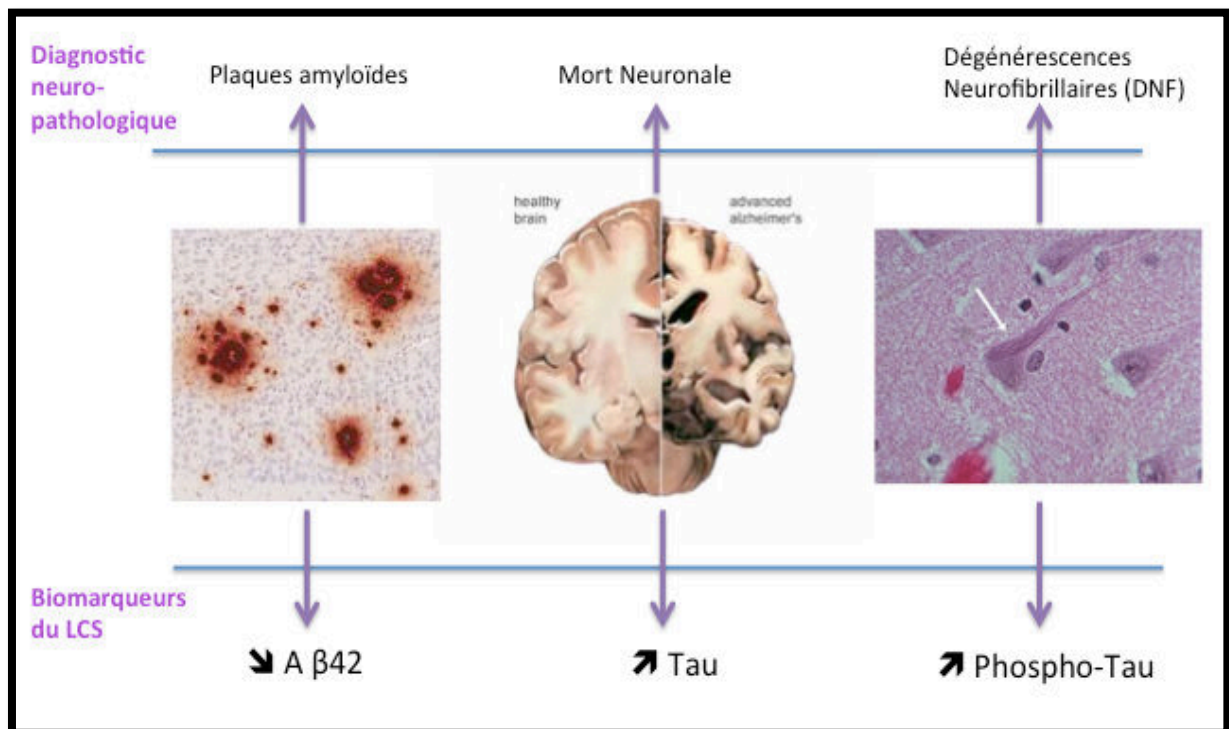 Diagnostic
neuro-
pathologique
Plaques amyloïdes
Mort Neuronale
Dégénérescences
Neurofibrillaires (DNF)
healthy
brain
advanced
alzheimer's
Biomarqueurs
du LCS
➘ A β42
➚ Tau
➚ Phospho-Tau